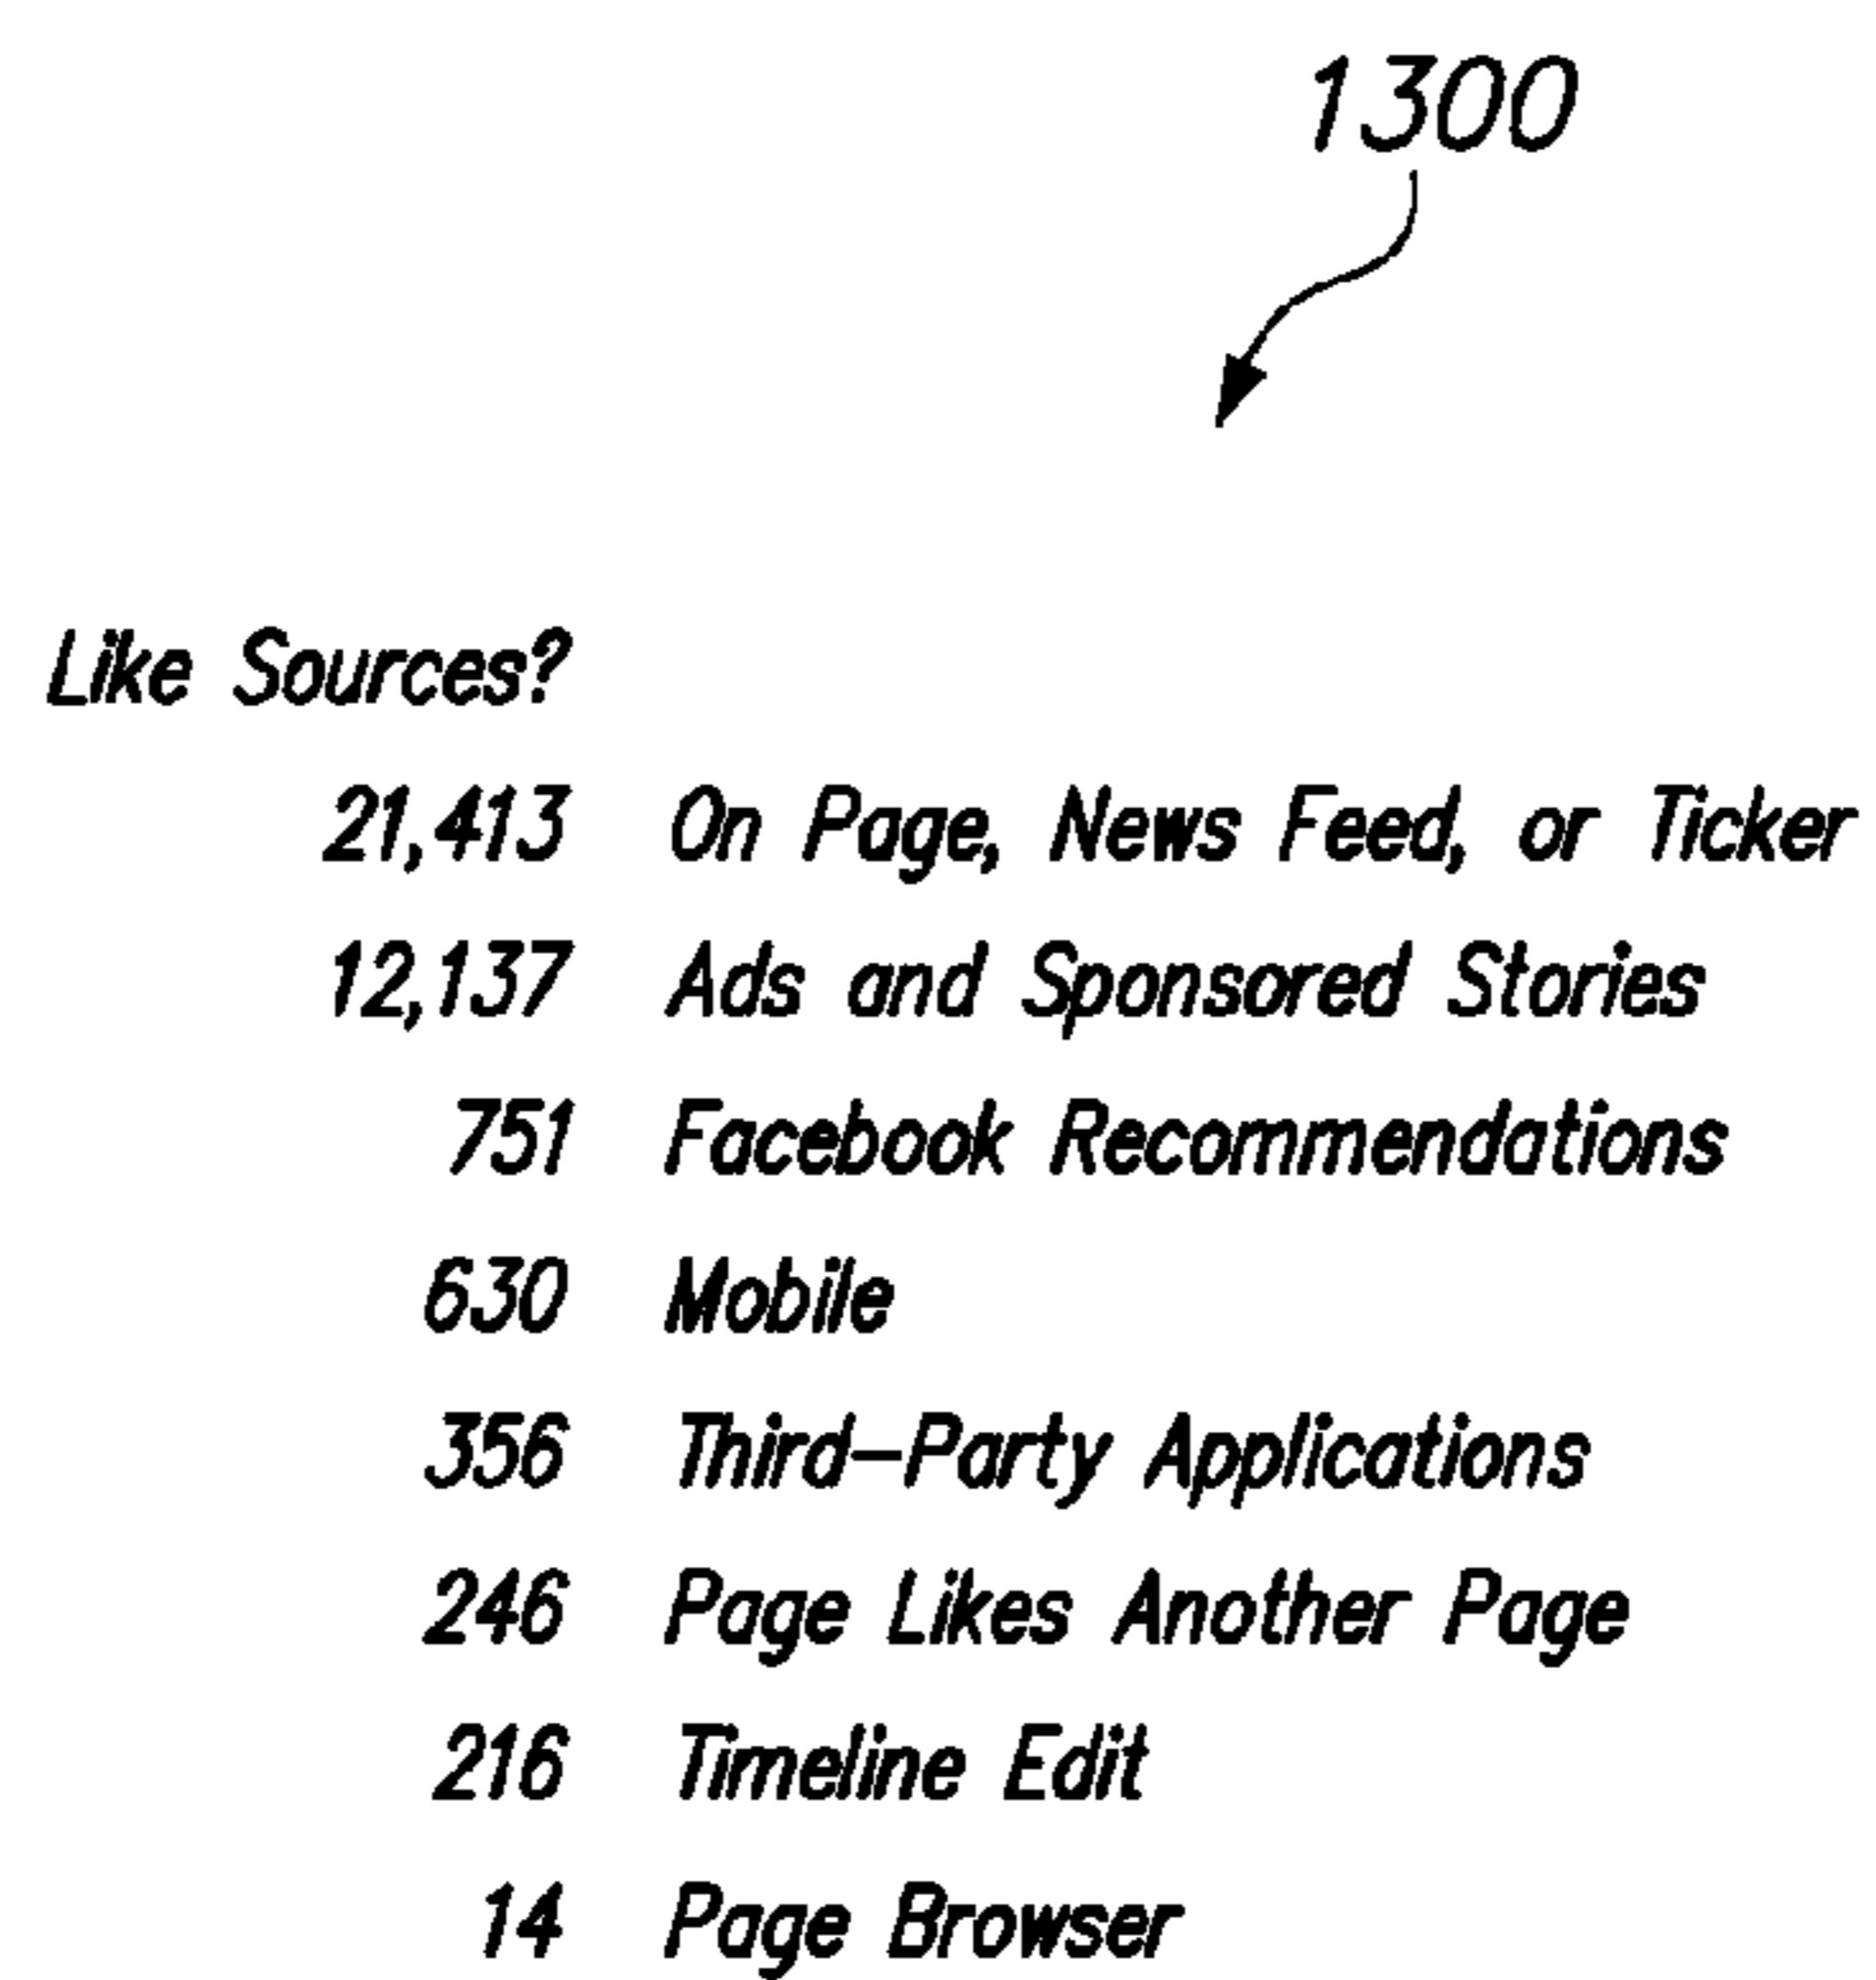 1300
Like Sources?
21,413 On Page, News Feed, or Ticker
12,137 Ads and Sponsored Stories
751 Facebook Recommendations
630 Mobile
356 Third-Party Applications
246 Page Likes Another Page
216 Timeline Edit
14 Page Browser